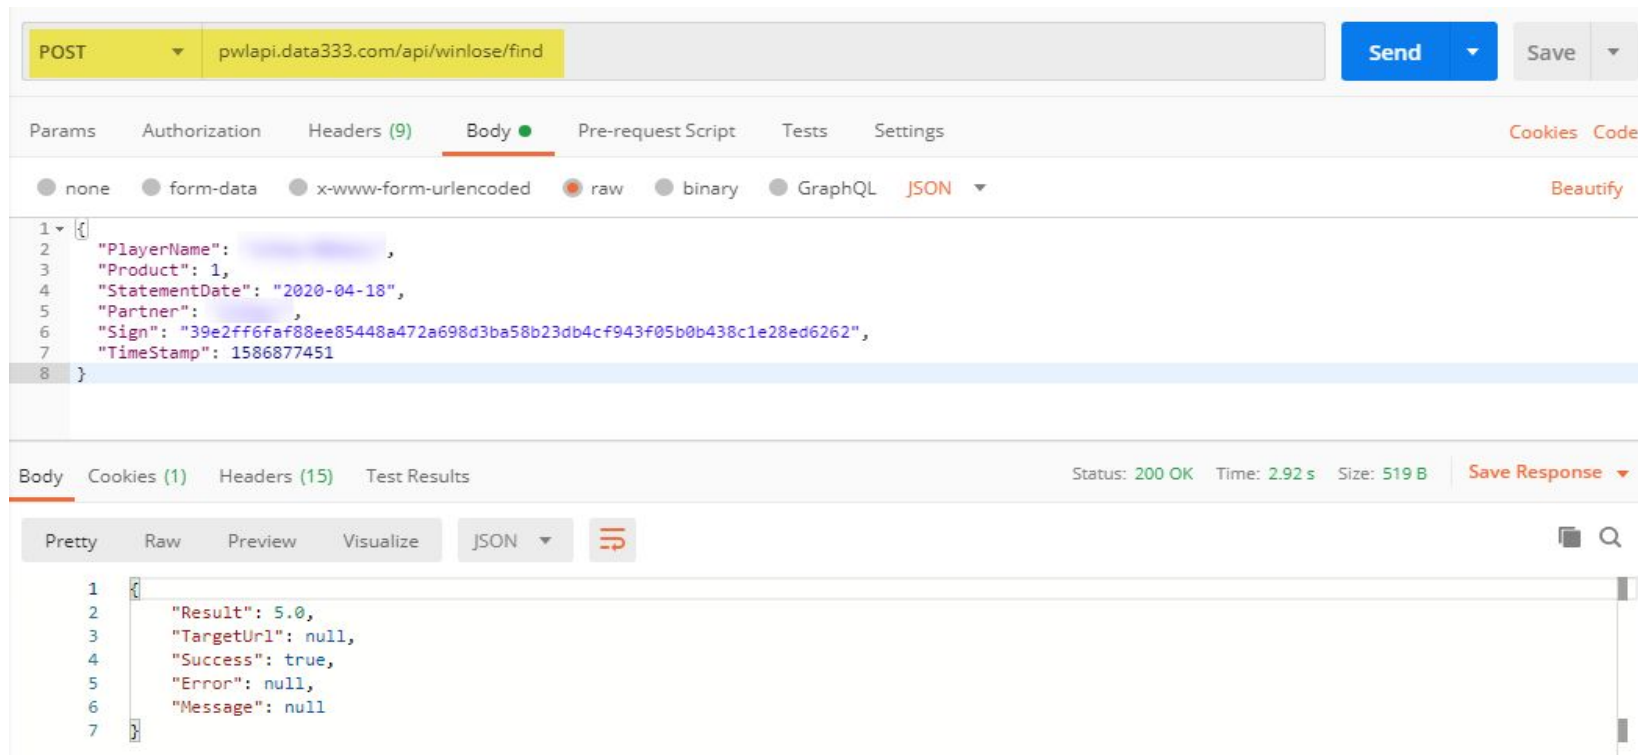 POST pwlapi.data333.com/api/winlose/find Send Save
Params Authorization Headers (9) Body Pre-request Script Tests Settings Cookies Code
none form-data x-www-form-urlencoded raw binary GraphQL JSON Beautify
1 {
2 "PlayerName": ,
3 "Product": 1,
4 "StatementDate": "2020-04-18",
5 "Partner": ,
6 "Sign": "39e2ff6faf88ee85448a472a698d3ba58b23db4cf943f05b0b438c1e28ed6262",
7 "TimeStamp": 1586877451
8 }
Body Cookies (1) Headers (15) Test Results Status: 200 OK Time: 2.92 s Size: 519 B Save Response
Pretty Raw Preview Visualize JSON
1 {
2 "Result": 5.0,
3 "TargetUrl": null,
4 "Success": true,
5 "Error": null,
6 "Message": null
7 }